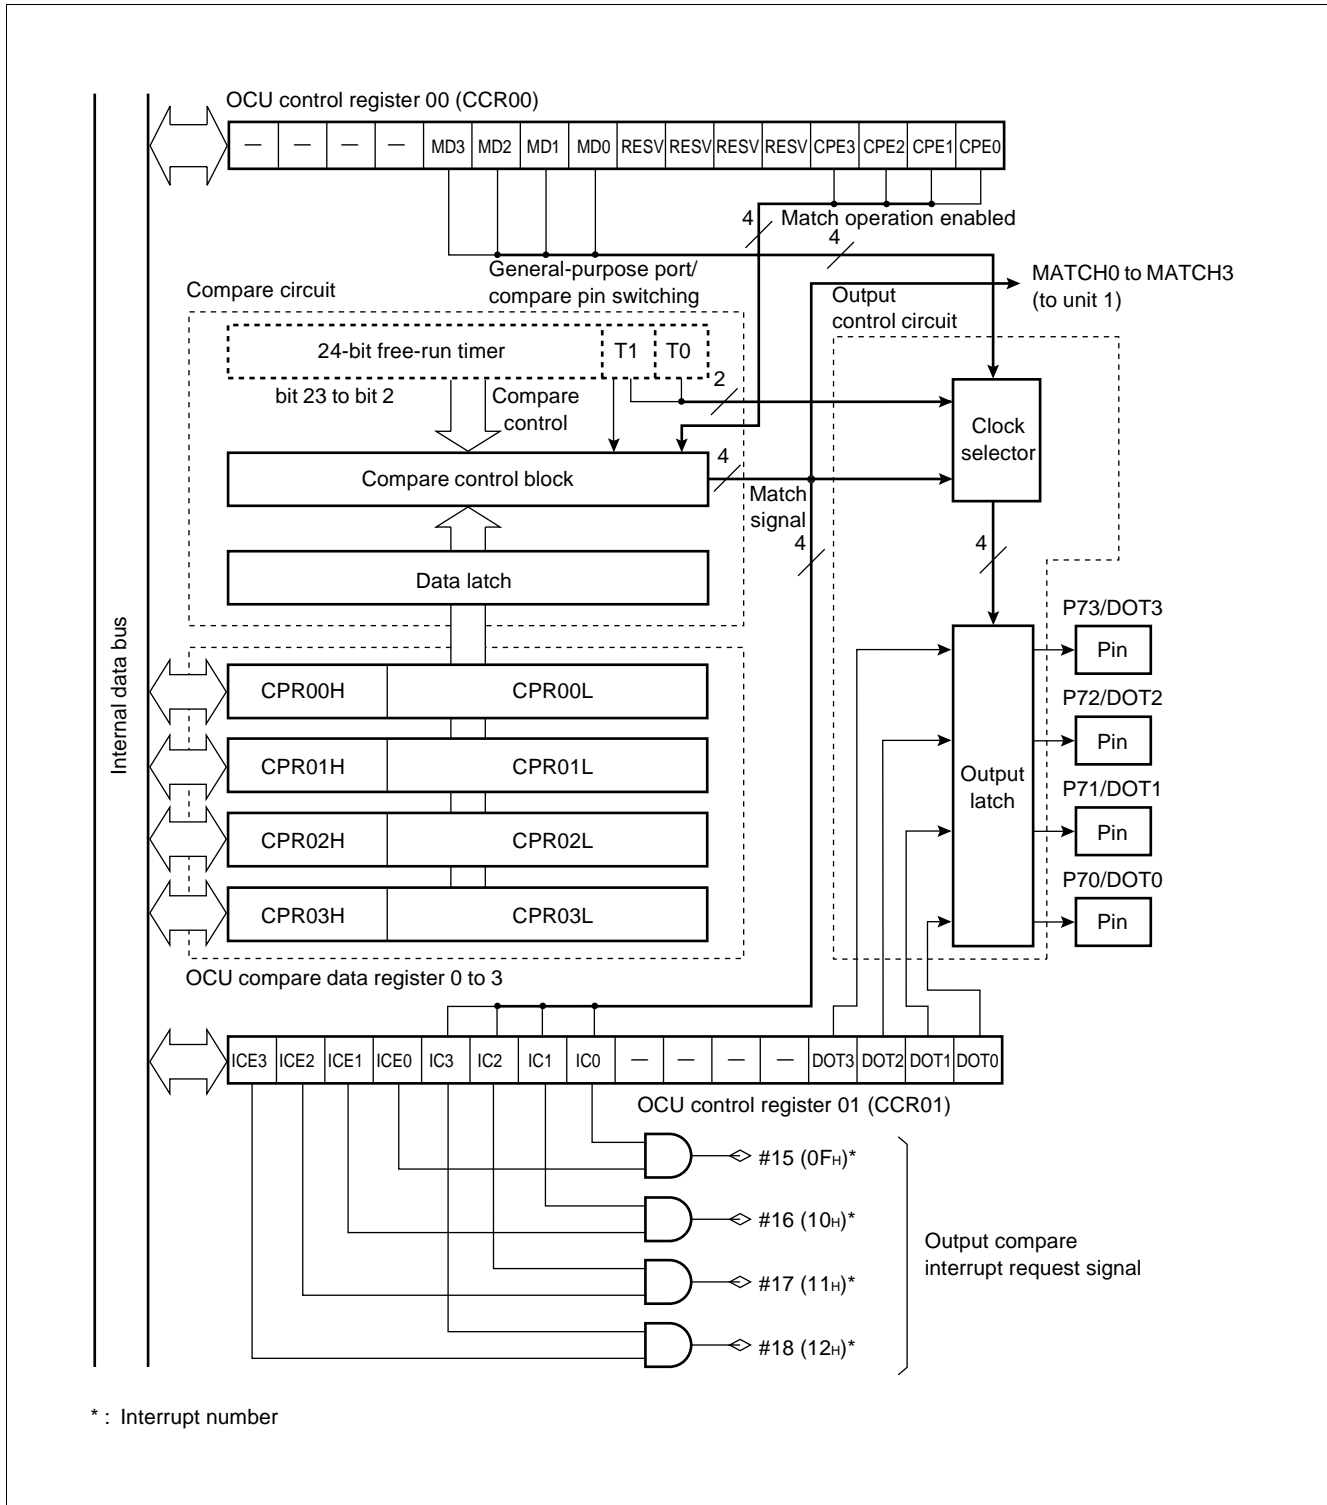 OCU control register 00 (CCR00)
— — — — MD3 MD2 MD1 MD0 RESV RESV RESV RESV CPE3 CPE2 CPE1 CPE0
4
Match operation enabled
4
General-purpose port/
compare pin switching
MATCH0 to MATCH3
(to unit 1)
Compare circuit
Output
control circuit
24-bit free-run timer T1 T0
2
bit 23 to bit 2
Compare
control
Clock
selector
Compare control block
4
Match
signal
4
4
Data latch
Internal data bus
P73/DOT3
Pin
CPR00H CPR00L
P72/DOT2
Pin
CPR01H CPR01L
Output
latch
P71/DOT1
Pin
CPR02H CPR02L
P70/DOT0
Pin
CPR03H CPR03L
OCU compare data register 0 to 3
ICE3 ICE2 ICE1 ICE0 IC3 IC2 IC1 IC0 — — — — DOT3 DOT2 DOT1 DOT0
OCU control register 01 (CCR01)
#15 (0FH)*
#16 (10H)*
#17 (11H)*
#18 (12H)*
Output compare
interrupt request signal
* : Interrupt number